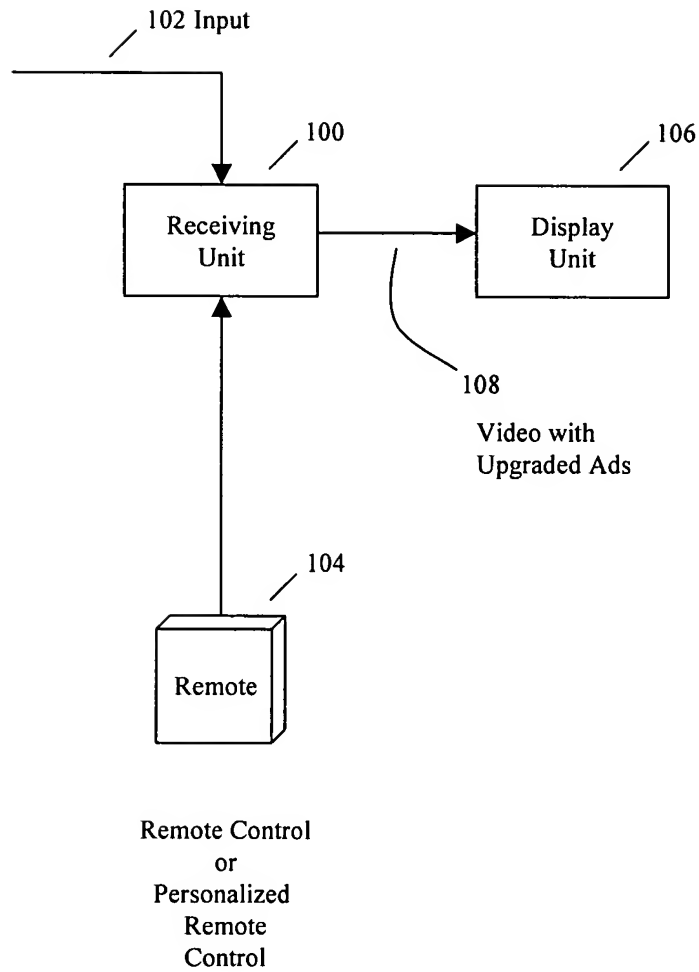 102 Input
100
106
Receiving
Unit
Display
Unit
108
Video with
Upgraded Ads
104
Remote
Remote Control
or
Personalized
Remote
Control